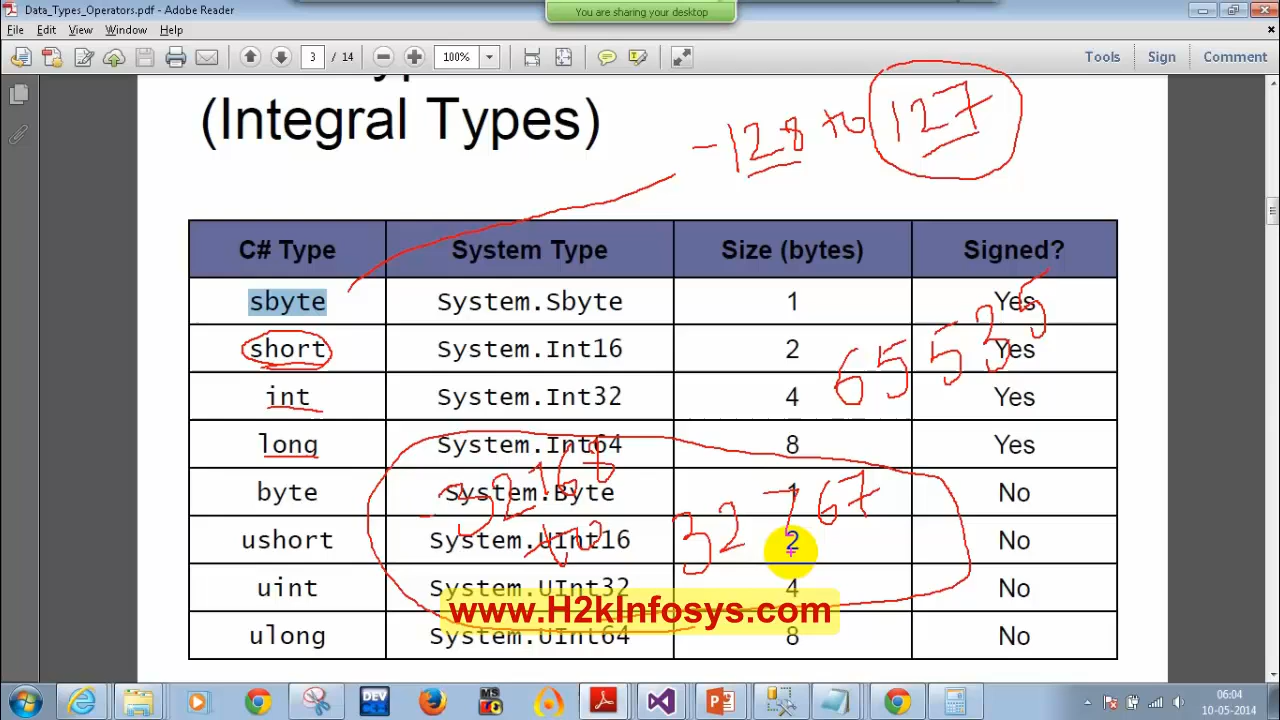 Data_Types_Operators.pdf - Adobe Reader
You are sharing your desktop
File Edit View Window Help
3 / 14 100% Tools Sign Comment
(Integral Types)
-128 to 127
C# Type System Type Size (bytes) Signed?
sbyte System.Sbyte 1 Yes
short System.Int16 2 Yes
65535
int System.Int32 4 Yes
long System.Int64 8 Yes
byte System.Byte 1 No
-32168 to 32767
ushort System.UInt16 2 No
uint System.UInt32 4 No
www.H2kInfosys.com
ulong System.UInt64 8 No
DEV
MS
06:04
10-05-2014